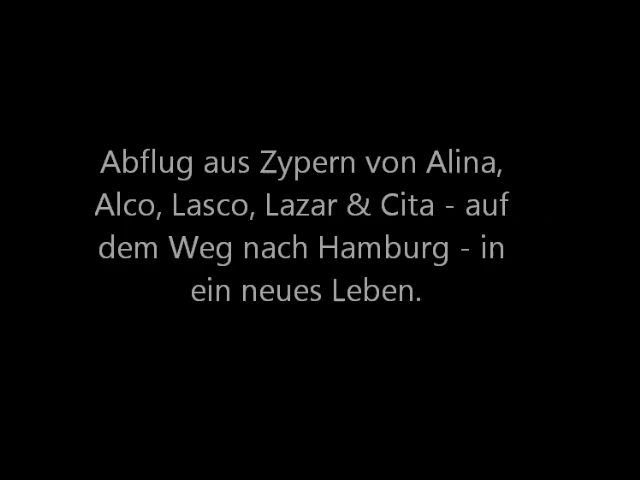 Abflug aus Zypern von Alina,
Alco, Lasco, Lazar & Cita - auf
dem Weg nach Hamburg - in
ein neues Leben.